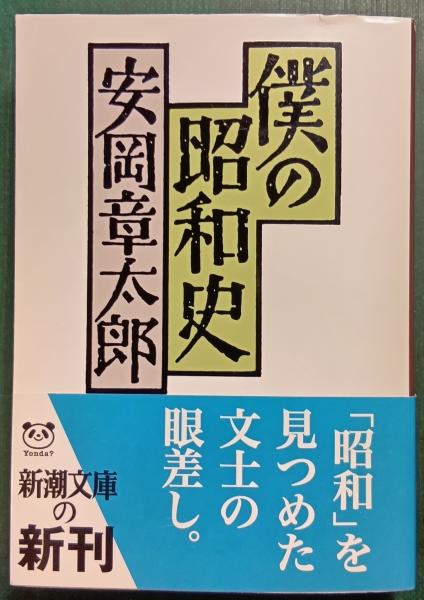 僕の
昭和史
安岡章太郎
「昭和」を
見つめた
文士の
眼差し。
Yonda?
新潮文庫
の
新刊